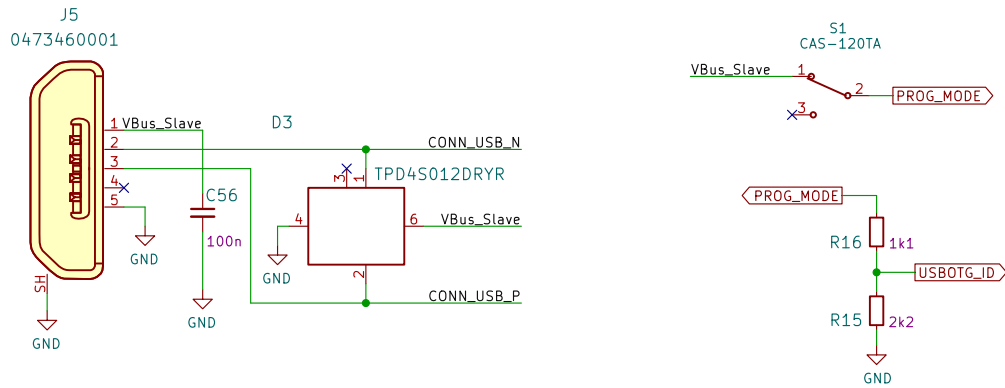 J5
0473460001
1
VBus_Slave
2
3
4
5
SH
GND
GND
C56
100n
GND
D3
CONN_USB_N
TPD4S012DRYR
3
1
4
6
VBus_Slave
2
GND
CONN_USB_P
S1
CAS-120TA
VBus_Slave
1
2
PROG_MODE
3
PROG_MODE
R16
1k1
USBOTG_ID
R15
2k2
GND